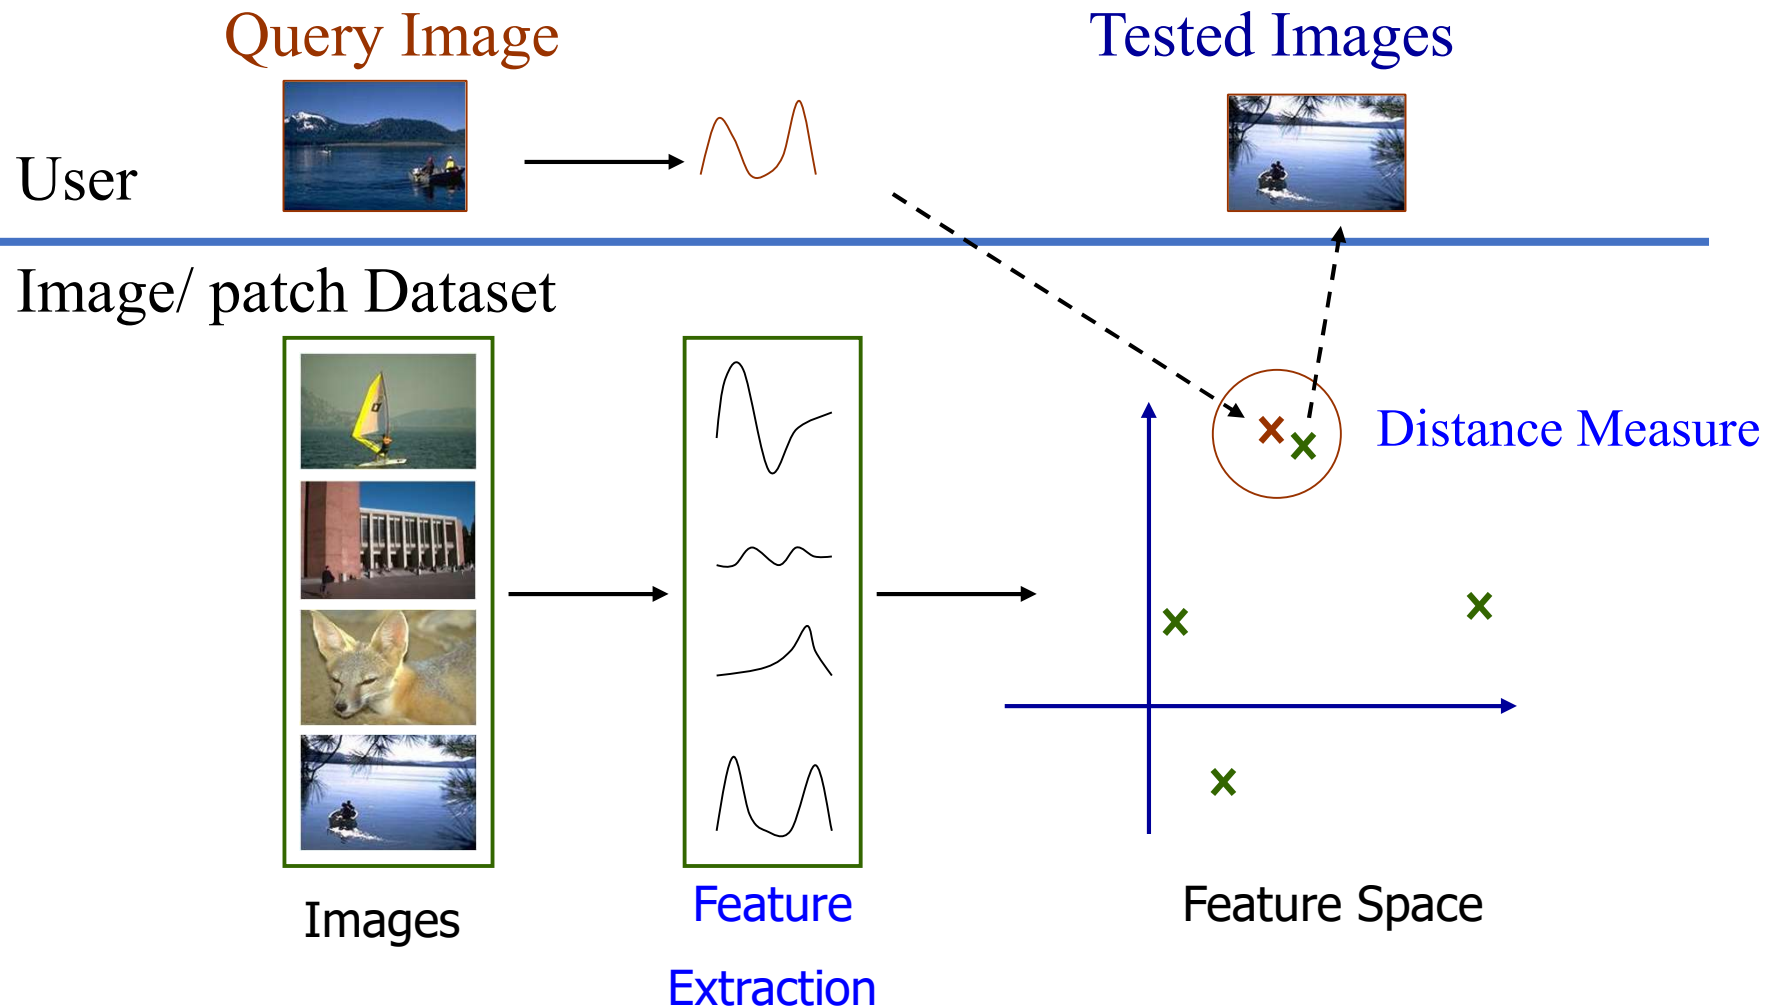 Query Image
Tested Images
User
Image/ patch Dataset
Distance Measure
Images
Feature
Extraction
Feature Space